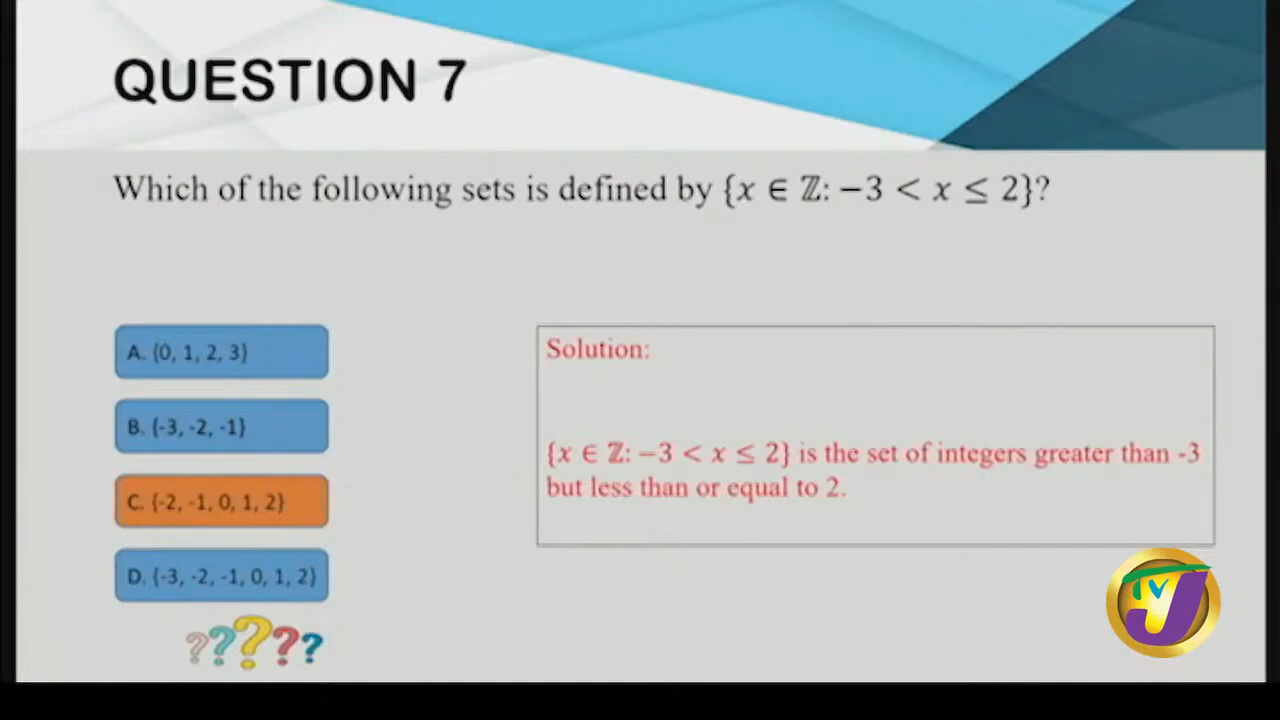 QUESTION 7
Which of the following sets is defined by {x ∈ ℤ: −3 < x ≤ 2}?
A. {0, 1, 2, 3}
B. {-3, -2, -1}
C. {-2, -1, 0, 1, 2}
D. {-3, -2, -1, 0, 1, 2}
?????
Solution:
{x ∈ ℤ: −3 < x ≤ 2} is the set of integers greater than -3
but less than or equal to 2.
TVJ